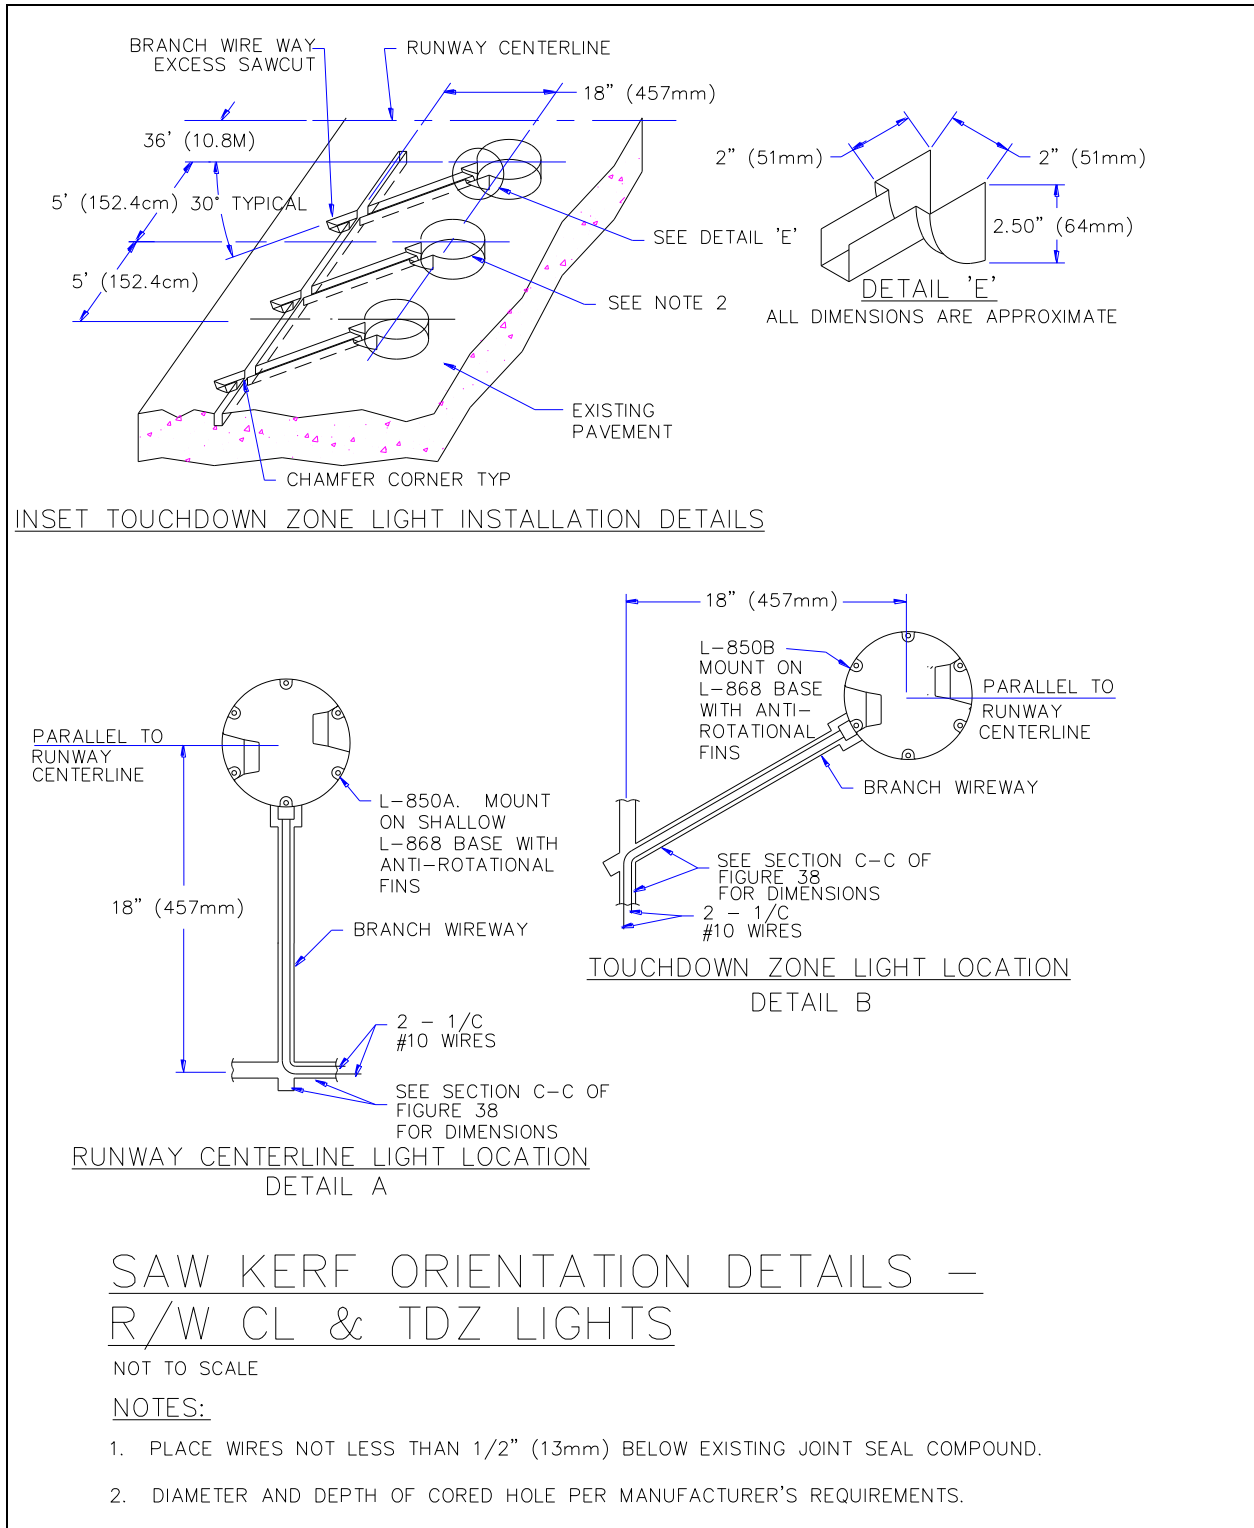 BRANCH WIRE WAY
EXCESS SAWCUT
RUNWAY CENTERLINE
18" (457mm)
36' (10.8M)
5' (152.4cm)
30° TYPICAL
5' (152.4cm)
SEE DETAIL 'E'
SEE NOTE 2
EXISTING
PAVEMENT
CHAMFER CORNER TYP
INSET TOUCHDOWN ZONE LIGHT INSTALLATION DETAILS
2" (51mm)
2" (51mm)
2.50" (64mm)
DETAIL 'E'
ALL DIMENSIONS ARE APPROXIMATE
PARALLEL TO
RUNWAY
CENTERLINE
L-850A. MOUNT
ON SHALLOW
L-868 BASE WITH
ANTI-ROTATIONAL
FINS
18" (457mm)
BRANCH WIREWAY
2 - 1/C
#10 WIRES
SEE SECTION C-C OF
FIGURE 38
FOR DIMENSIONS
RUNWAY CENTERLINE LIGHT LOCATION
DETAIL A
18" (457mm)
L-850B
MOUNT ON
L-868 BASE
WITH ANTI-
ROTATIONAL
FINS
PARALLEL TO
RUNWAY
CENTERLINE
BRANCH WIREWAY
SEE SECTION C-C OF
FIGURE 38
FOR DIMENSIONS
2 - 1/C
#10 WIRES
TOUCHDOWN ZONE LIGHT LOCATION
DETAIL B
SAW KERF ORIENTATION DETAILS -
R/W CL & TDZ LIGHTS
NOT TO SCALE
NOTES:
1. PLACE WIRES NOT LESS THAN 1/2" (13mm) BELOW EXISTING JOINT SEAL COMPOUND.
2. DIAMETER AND DEPTH OF CORED HOLE PER MANUFACTURER'S REQUIREMENTS.